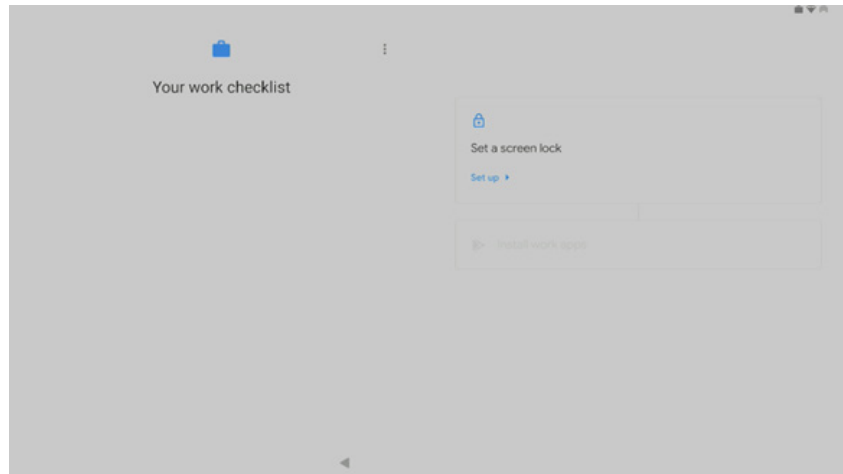 Your work checklist
Set a screen lock
Set up
Install work apps